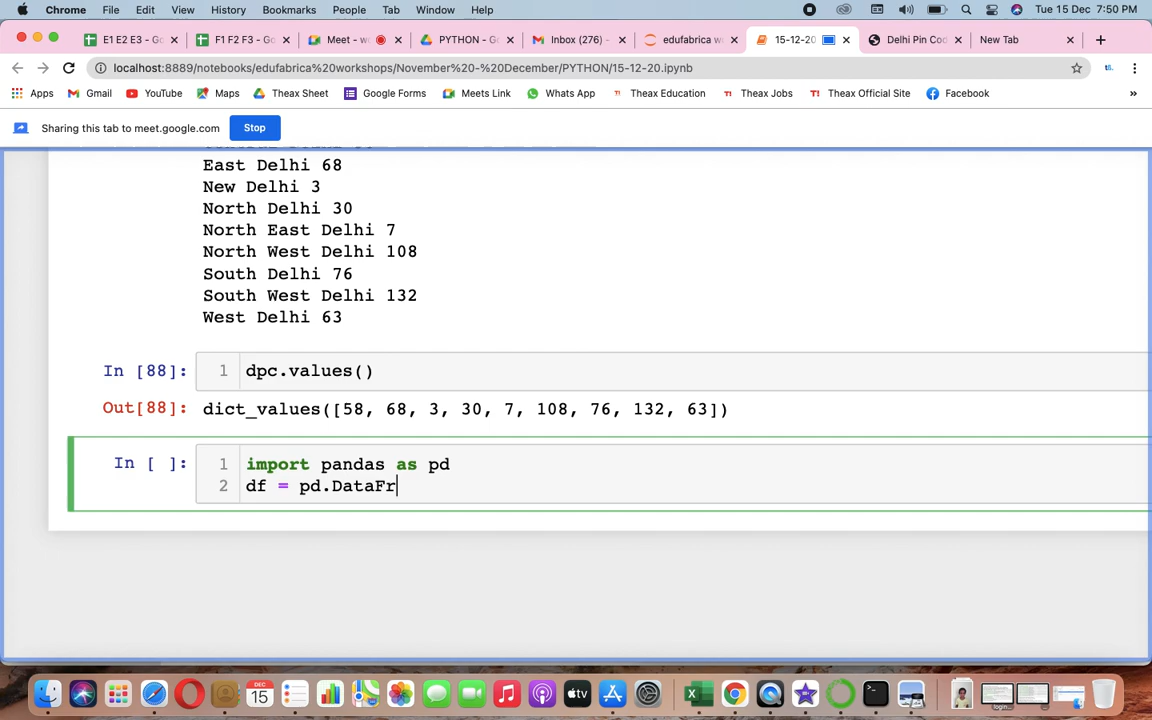 Chrome File Edit View History Bookmarks People Tab Window Help Tue 15 Dec 7:50 PM
E1 E2 E3 - Go F1 F2 F3 - Go Meet - w PYTHON - G Inbox (276) - edufabrica w 15-12-20 Delhi Pin Coo New Tab
localhost:8889/notebooks/edufabrica%20workshops/November%20-%20December/PYTHON/15-12-20.ipynb
Apps Gmail YouTube Maps Theax Sheet Google Forms Meets Link Whats App Theax Education Theax Jobs Theax Official Site Facebook »
Sharing this tab to meet.google.com Stop
East Delhi 68
New Delhi 3
North Delhi 30
North East Delhi 7
North West Delhi 108
South Delhi 76
South West Delhi 132
West Delhi 63
In [88]: 1 dpc.values()
Out[88]: dict_values([58, 68, 3, 30, 7, 108, 76, 132, 63])
In [ ]: 1 import pandas as pd
2 df = pd.DataFr